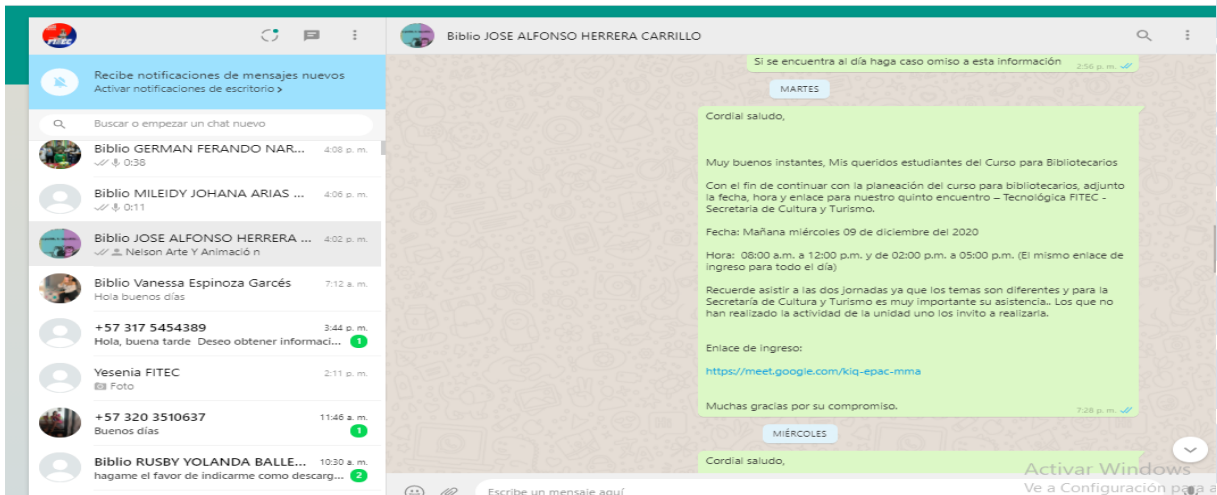 FITEC
Recibe notificaciones de mensajes nuevos
Activar notificaciones de escritorio >
Buscar o empezar un chat nuevo
Biblio GERMAN FERANDO NAR... 4:08 p. m.
0:38
Biblio MILEIDY JOHANA ARIAS ... 4:06 p. m.
0:11
Biblio JOSE ALFONSO HERRERA ... 4:02 p. m.
Nelson Arte Y Animació n
Biblio Vanessa Espinoza Garcés 7:12 a. m.
Hola buenos días
+57 317 5454389 3:44 p. m.
Hola, buena tarde Deseo obtener informaci... 1
Yesenia FITEC 2:11 p. m.
Foto
+57 320 3510637 11:46 a. m.
Buenos días 1
Biblio RUSBY YOLANDA BALLE... 10:30 a. m.
hagame el favor de indicarme como descarg... 2
Biblio JOSE ALFONSO HERRERA CARRILLO
Si se encuentra al día haga caso omiso a esta información 2:56 p. m.
MARTES
Cordial saludo,
Muy buenos instantes, Mis queridos estudiantes del Curso para Bibliotecarios
Con el fin de continuar con la planeación del curso para bibliotecarios, adjunto
la fecha, hora y enlace para nuestro quinto encuentro – Tecnológica FITEC -
Secretaria de Cultura y Turismo.
Fecha: Mañana miércoles 09 de diciembre del 2020
Hora: 08:00 a.m. a 12:00 p.m. y de 02:00 p.m. a 05:00 p.m. (El mismo enlace de
ingreso para todo el día)
Recuerde asistir a las dos jornadas ya que los temas son diferentes y para la
Secretaría de Cultura y Turismo es muy importante su asistencia.. Los que no
han realizado la actividad de la unidad uno los invito a realizarla.
Enlace de ingreso:
https://meet.google.com/kiq-epac-mma
Muchas gracias por su compromiso.
7:28 p. m.
MIÉRCOLES
Cordial saludo,
Escribe un mensaje aquí
Activar Windows
Ve a Configuración para a